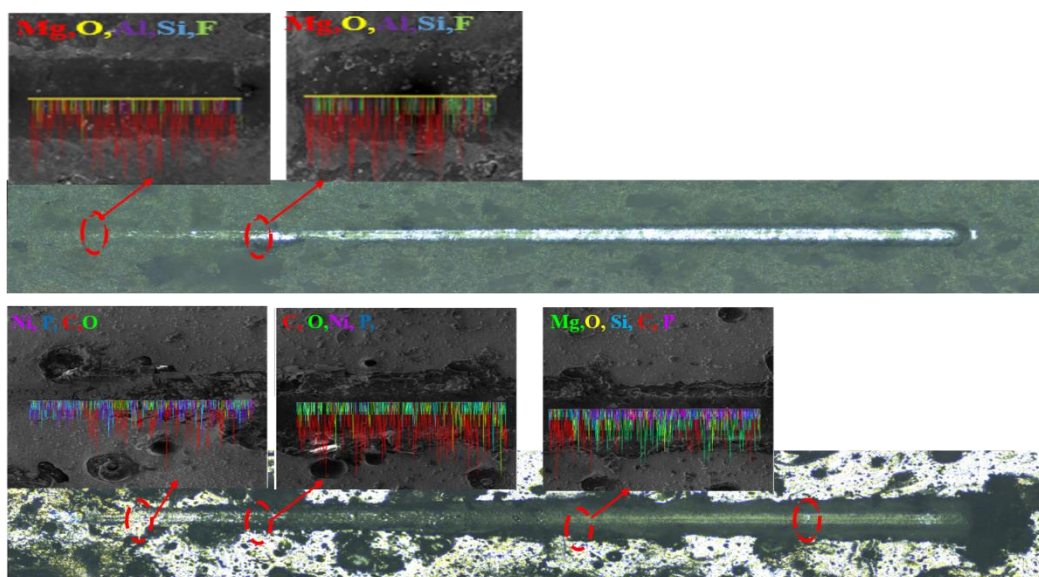 Mg,O,Al,Si,F
Mg,O,Al,Si,F
Ni, P, C,O
C, O,Ni, P,
Mg,O, Si, C, P